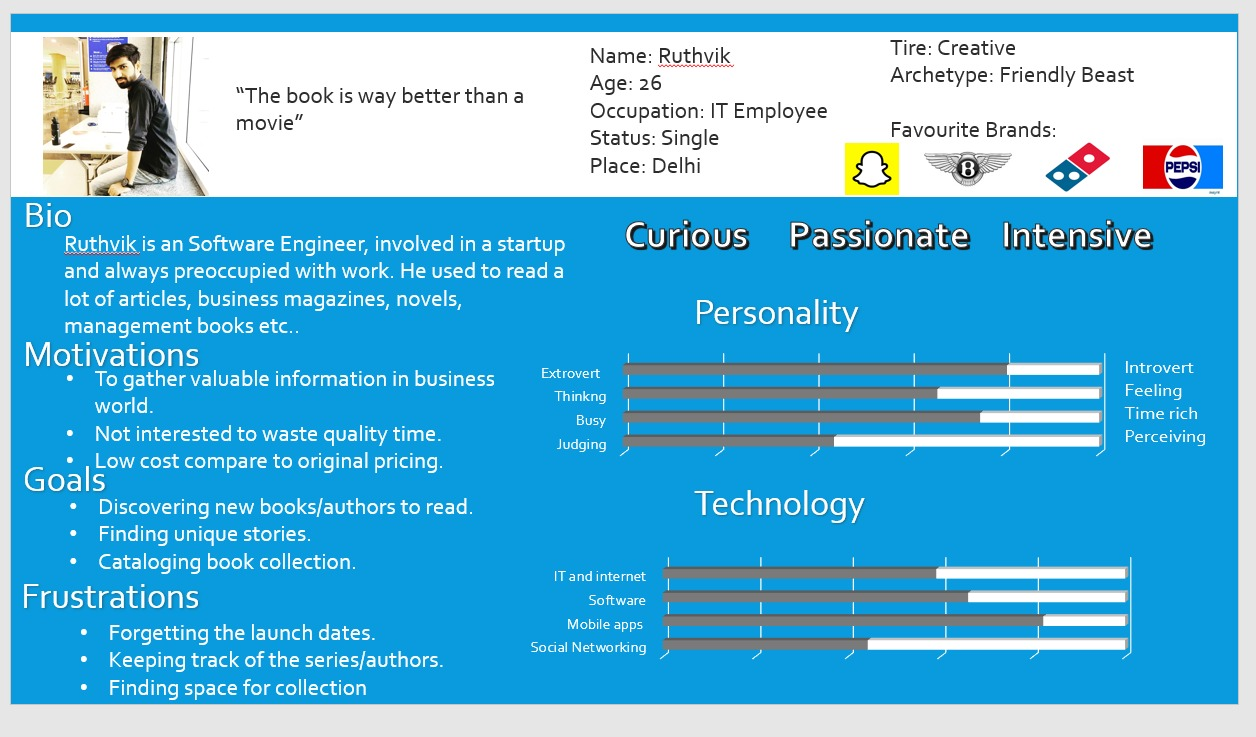 “The book is way better than a
movie”
Name: Ruthvik
Age: 26
Occupation: IT Employee
Status: Single
Place: Delhi
Tire: Creative
Archetype: Friendly Beast
Favourite Brands:
B
PEPSI
Bio
Ruthvik is an Software Engineer, involved in a startup
and always preoccupied with work. He used to read a
lot of articles, business magazines, novels,
management books etc..
Motivations
• To gather valuable information in business
world.
• Not interested to waste quality time.
• Low cost compare to original pricing.
Goals
• Discovering new books/authors to read.
• Finding unique stories.
• Cataloging book collection.
Frustrations
• Forgetting the launch dates.
• Keeping track of the series/authors.
• Finding space for collection
Curious Passionate Intensive
Personality
Extrovert Introvert
Thinkng Feeling
Busy Time rich
Judging Perceiving
Technology
IT and internet
Software
Mobile apps
Social Networking